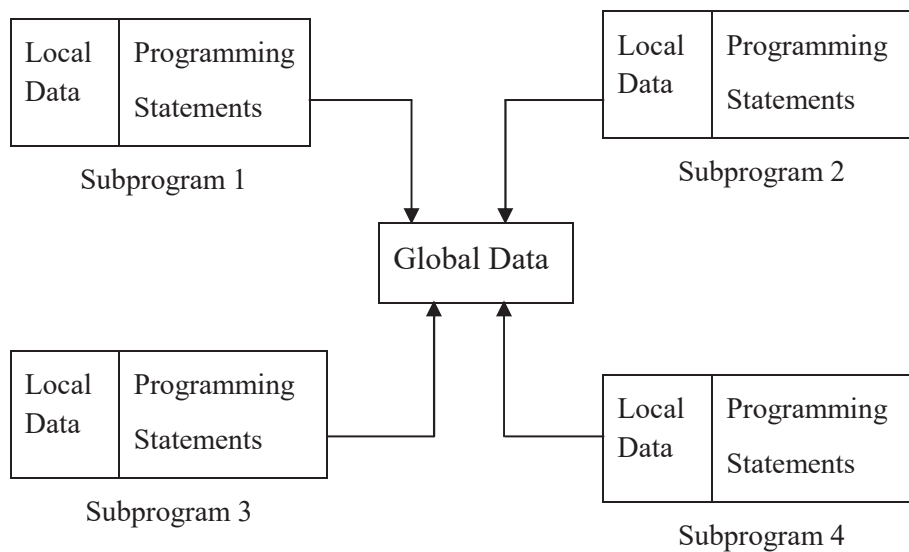 Local
Data
Programming
Statements
Subprogram 1
Local
Data
Programming
Statements
Subprogram 2
Global Data
Local
Data
Programming
Statements
Subprogram 3
Local
Data
Programming
Statements
Subprogram 4